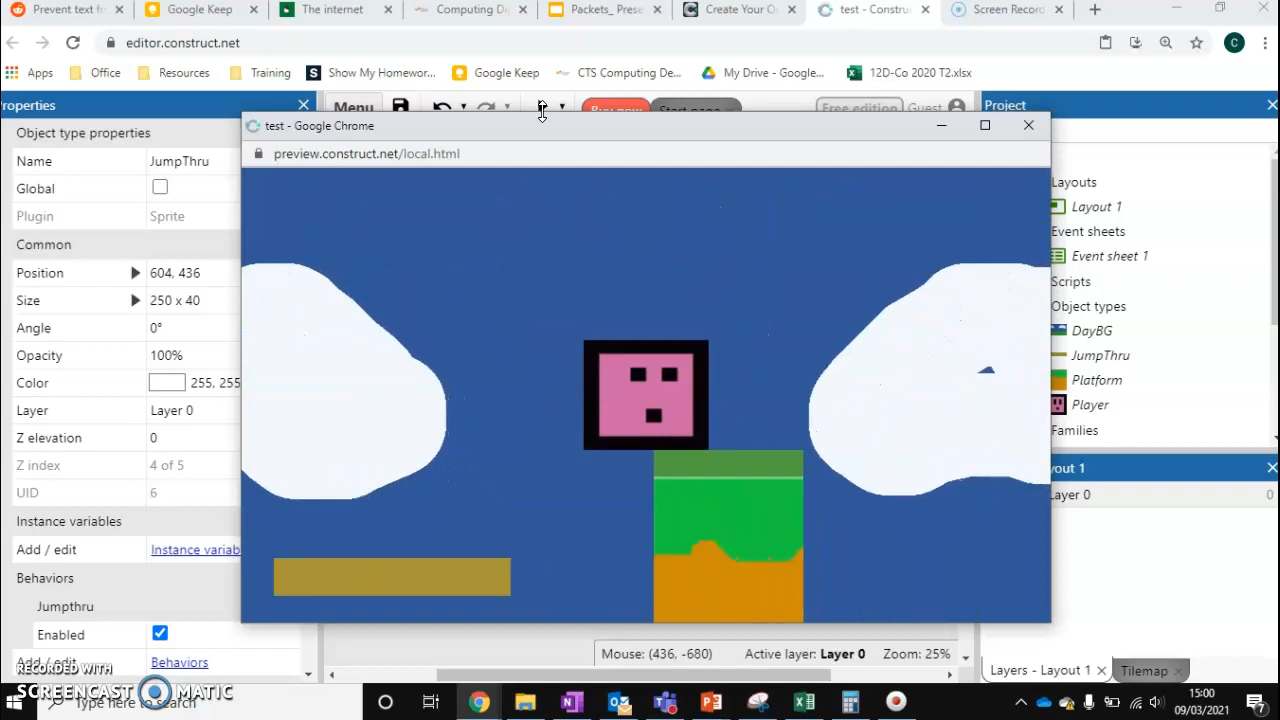 Prevent text fr
Google Keep
The internet
Computing De
Packets_ Prese
Create Your O
test - Constru
Screen Record
editor.construct.net
C
Apps
Office
Resources
Training
S
Show My Homewor...
Google Keep
CTS Computing De...
My Drive - Google...
12D-Co 2020 T2.xlsx
Properties
Menu
Buy now
Start page
Free edition
Guest
Project
Object type properties
Name
JumpThru
Global
Plugin
Sprite
Common
Position
604, 436
Size
250 x 40
Angle
0°
Opacity
100%
Color
255, 255
Layer
Layer 0
Z elevation
0
Z index
4 of 5
UID
6
Instance variables
Add / edit
Instance variab
Behaviors
Jumpthru
Enabled
Add / edit
Behaviors
test - Google Chrome
preview.construct.net/local.html
Layouts
Layout 1
Event sheets
Event sheet 1
Scripts
Object types
DayBG
JumpThru
Platform
Player
Families
yout 1
Layer 0
0
Mouse: (436, -680)
Active layer: Layer 0
Zoom: 25%
Layers - Layout 1
Tilemap
RECORDED WITH
SCREENCAST MATIC
Type here to search
15:00
09/03/2021
7